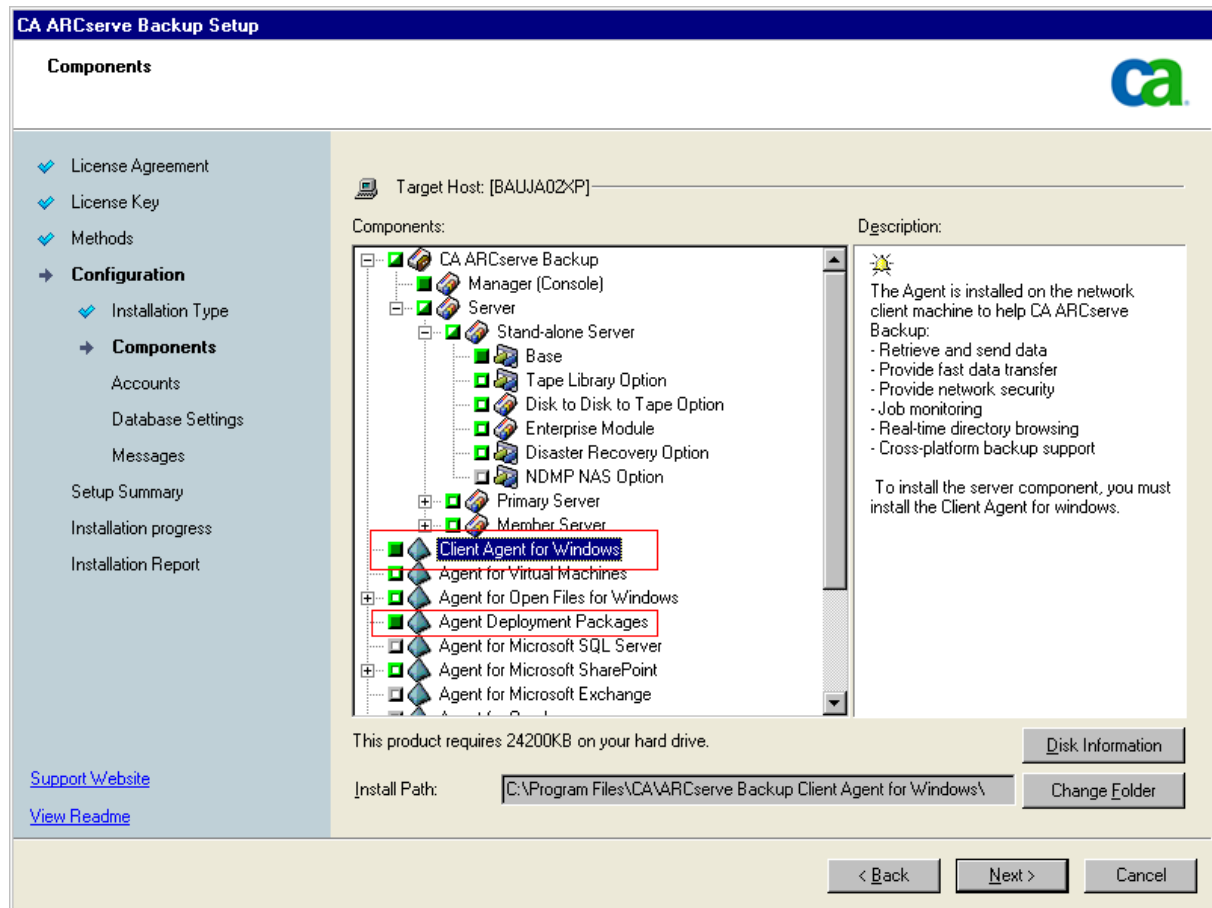 CA ARCserve Backup Setup
Components
ca
License Agreement
License Key
Methods
Configuration
Installation Type
Components
Accounts
Database Settings
Messages
Setup Summary
Installation progress
Installation Report
Support Website
View Readme
Target Host: [BAUJA02XP]
Components:
CA ARCserve Backup
Manager (Console)
Server
Stand-alone Server
Base
Tape Library Option
Disk to Disk to Tape Option
Enterprise Module
Disaster Recovery Option
NDMP NAS Option
Primary Server
Member Server
Client Agent for Windows
Agent for Virtual Machines
Agent for Open Files for Windows
Agent Deployment Packages
Agent for Microsoft SQL Server
Agent for Microsoft SharePoint
Agent for Microsoft Exchange
Description:
The Agent is installed on the network
client machine to help CA ARCserve
Backup:
- Retrieve and send data
- Provide fast data transfer
- Provide network security
- Job monitoring
- Real-time directory browsing
- Cross-platform backup support
To install the server component, you must
install the Client Agent for windows.
This product requires 24200KB on your hard drive.
Disk Information
Install Path:
C:\Program Files\CA\ARCserve Backup Client Agent for Windows\
Change Folder
< Back
Next >
Cancel